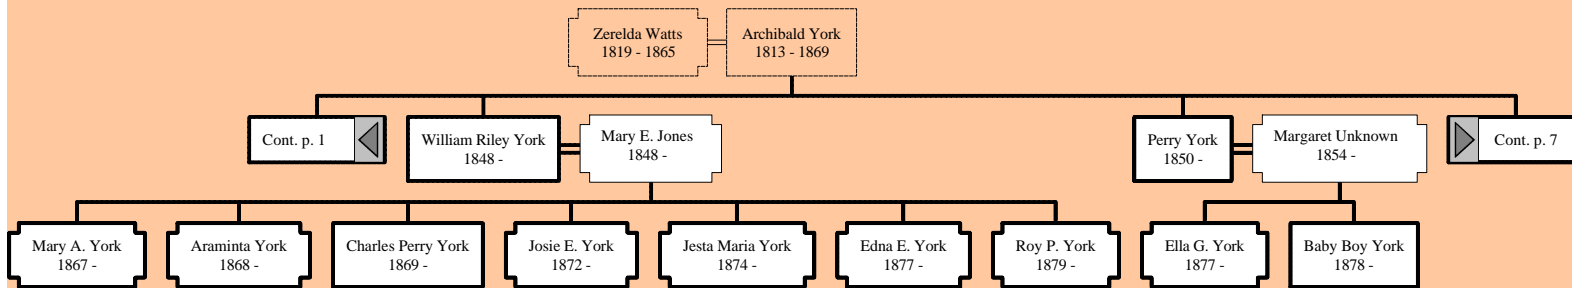 Zerelda Watts
1819 - 1865
Archibald York
1813 - 1869
Cont. p. 1
William Riley York
1848 -
Mary E. Jones
1848 -
Perry York
1850 -
Margaret Unknown
1854 -
Cont. p. 7
Mary A. York
1867 -
Araminta York
1868 -
Charles Perry York
1869 -
Josie E. York
1872 -
Jesta Maria York
1874 -
Edna E. York
1877 -
Roy P. York
1879 -
Ella G. York
1877 -
Baby Boy York
1878 -